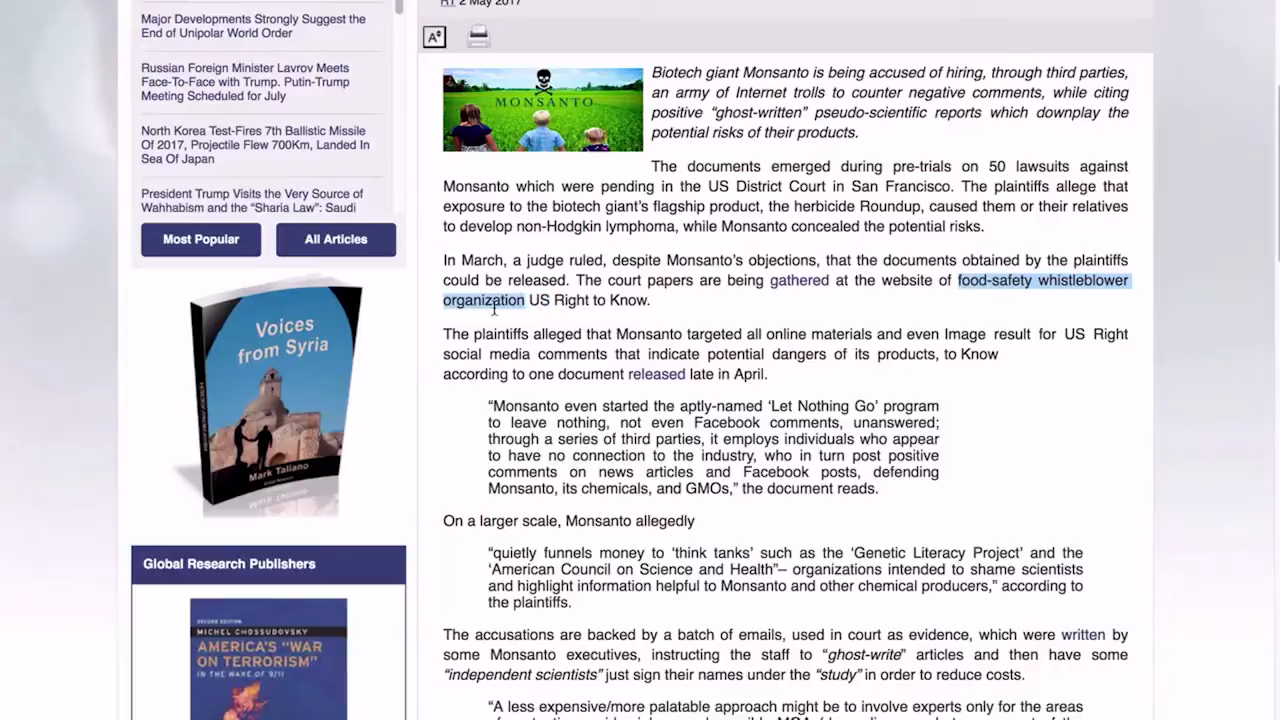 Major Developments Strongly Suggest the
End of Unipolar World Order
Russian Foreign Minister Lavrov Meets
Face-To-Face with Trump. Putin-Trump
Meeting Scheduled for July
North Korea Test-Fires 7th Ballistic Missile
Of 2017, Projectile Flew 700Km, Landed In
Sea Of Japan
President Trump Visits the Very Source of
Wahhabism and the “Sharia Law”: Saudi
Most Popular
All Articles
Voices
from Syria
Mark Taliano
Global Research Publishers
SECOND EDITION
MICHEL CHOSSUDOVSKY
AMERICA'S "WAR
ON TERRORISM"
IN THE WAKE OF 9/11
RT 2 May 2017
A
MONSANTO
Biotech giant Monsanto is being accused of hiring, through third parties,
an army of Internet trolls to counter negative comments, while citing
positive “ghost-written” pseudo-scientific reports which downplay the
potential risks of their products.
The documents emerged during pre-trials on 50 lawsuits against
Monsanto which were pending in the US District Court in San Francisco. The plaintiffs allege that
exposure to the biotech giant’s flagship product, the herbicide Roundup, caused them or their relatives
to develop non-Hodgkin lymphoma, while Monsanto concealed the potential risks.
In March, a judge ruled, despite Monsanto’s objections, that the documents obtained by the plaintiffs
could be released. The court papers are being gathered at the website of food-safety whistleblower
organization US Right to Know.
The plaintiffs alleged that Monsanto targeted all online materials and even Image result for US Right
social media comments that indicate potential dangers of its products, to Know
according to one document released late in April.
“Monsanto even started the aptly-named ‘Let Nothing Go’ program
to leave nothing, not even Facebook comments, unanswered;
through a series of third parties, it employs individuals who appear
to have no connection to the industry, who in turn post positive
comments on news articles and Facebook posts, defending
Monsanto, its chemicals, and GMOs,” the document reads.
On a larger scale, Monsanto allegedly
“quietly funnels money to ‘think tanks’ such as the ‘Genetic Literacy Project’ and the
‘American Council on Science and Health”– organizations intended to shame scientists
and highlight information helpful to Monsanto and other chemical producers,” according to
the plaintiffs.
The accusations are backed by a batch of emails, used in court as evidence, which were written by
some Monsanto executives, instructing the staff to “ghost-write” articles and then have some
“independent scientists” just sign their names under the “study” in order to reduce costs.
“A less expensive/more palatable approach might be to involve experts only for the areas